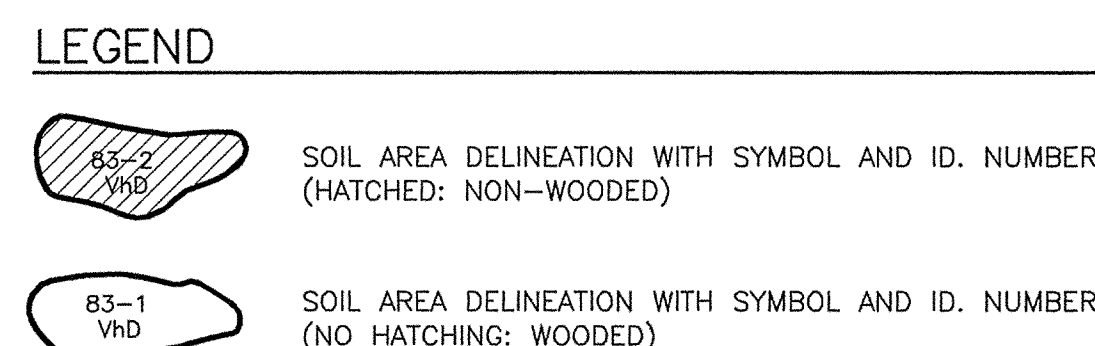 LEGEND
83-2
VhD
SOIL AREA DELINEATION WITH SYMBOL AND ID. NUMBER
(HATCHED: NON-WOODED)
83-1
VhD
SOIL AREA DELINEATION WITH SYMBOL AND ID. NUMBER
(NO HATCHING: WOODED)